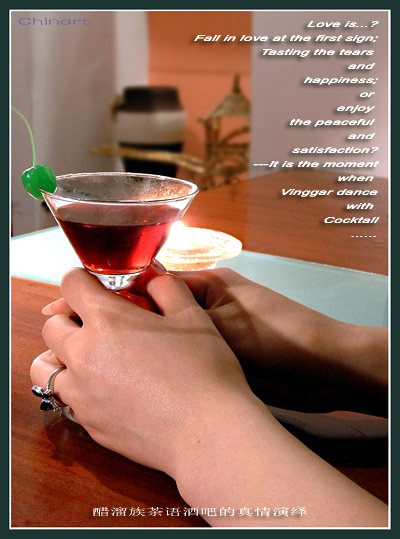 Chinart
Love is...?
Fall in love at the first sign;
Tasting the tears
and
happiness;
or
enjoy
the peaceful
and
satisfaction?
---It is the moment
when
Vinggar dance
with
Cocktail
------
醋溜族茶语酒吧的真情演绎